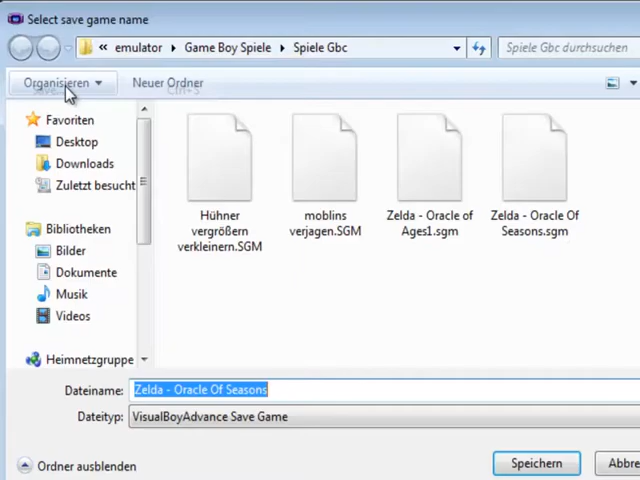 Select save game name
« emulator Game Boy Spiele Spiele Gbc
Spiele Gbc durchsuchen
Organisieren
Neuer Ordner
Favoriten
Desktop
Downloads
Zuletzt besucht
Bibliotheken
Bilder
Dokumente
Musik
Videos
Heimnetzgruppe
Hühner
vergrößern
verkleinern.SGM
moblins
verjagen.SGM
Zelda - Oracle of
Ages1.sgm
Zelda - Oracle Of
Seasons.sgm
Dateiname: Zelda - Oracle Of Seasons
Dateityp: VisualBoyAdvance Save Game
Ordner ausblenden
Speichern
Abbre